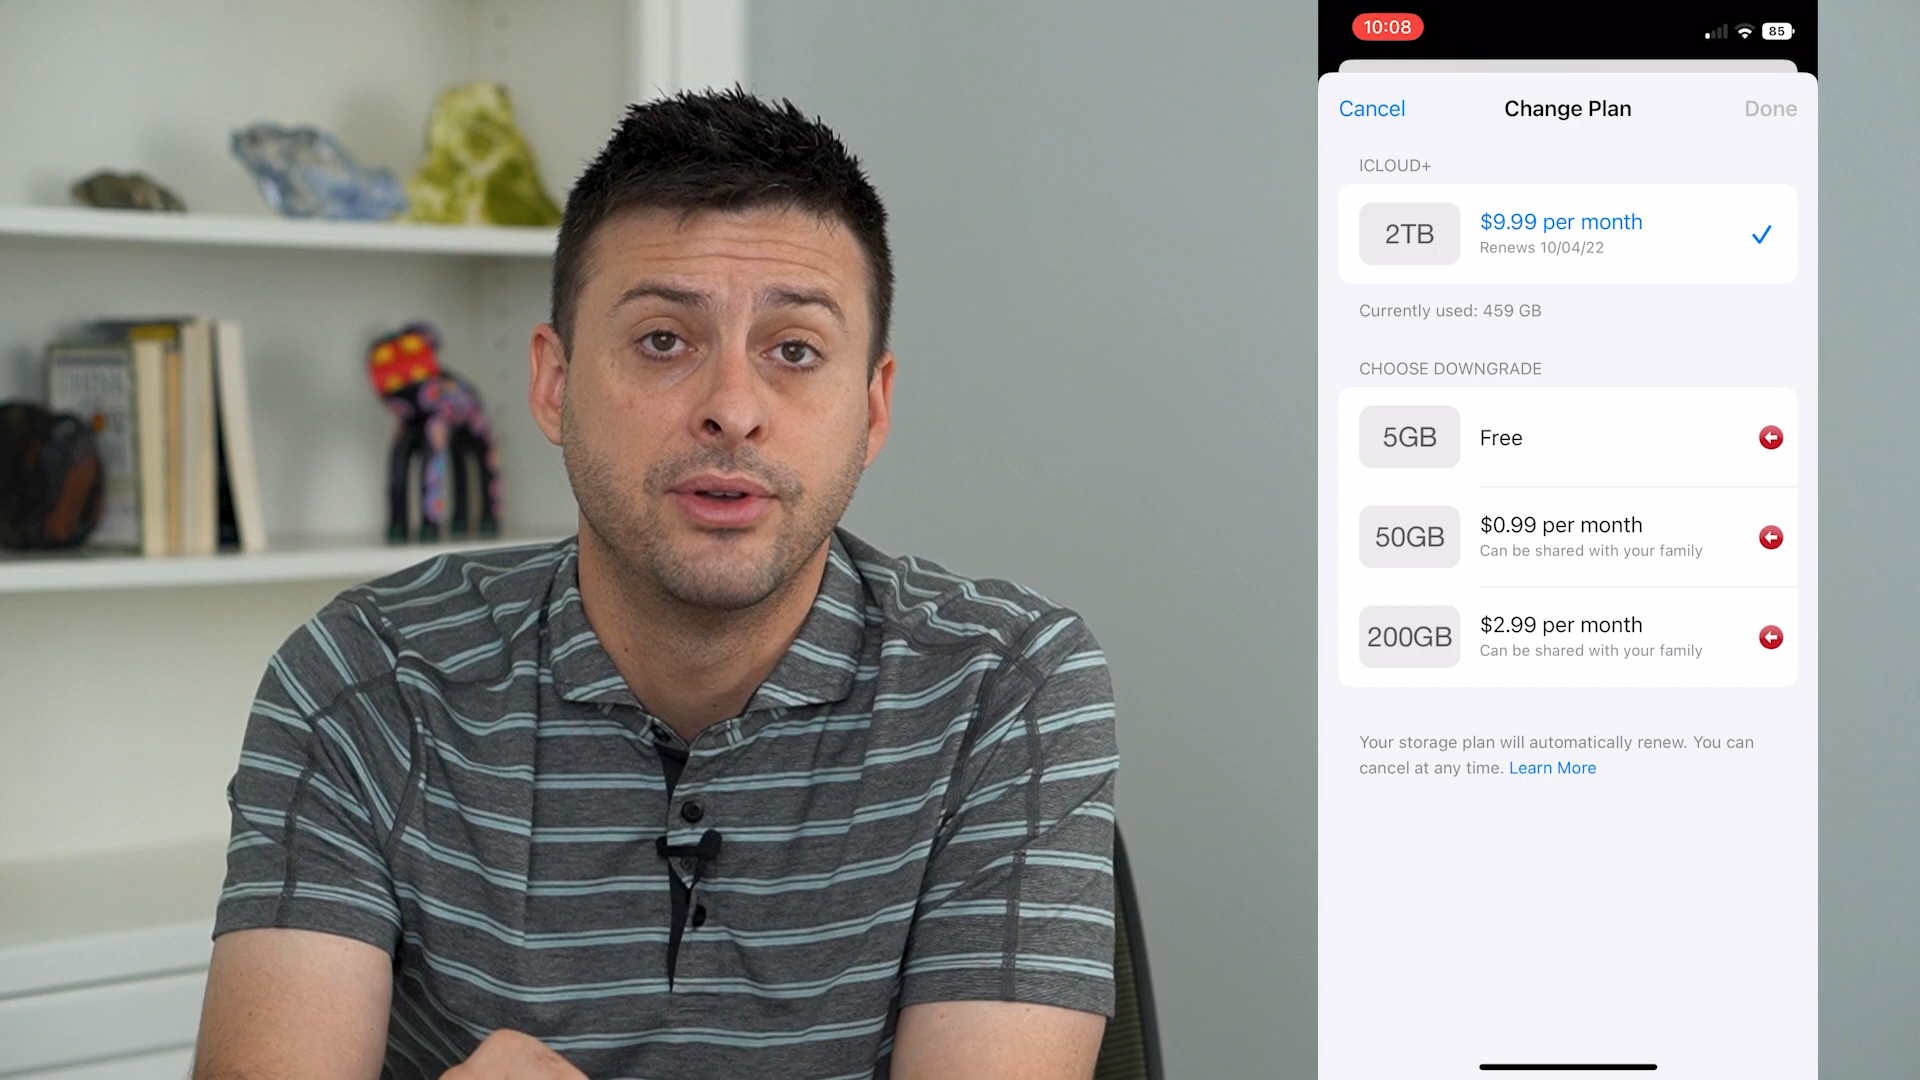 10:08
85
Cancel
Change Plan
Done
ICLOUD+
2TB
$9.99 per month
Renews 10/04/22
Currently used: 459 GB
CHOOSE DOWNGRADE
5GB
Free
50GB
$0.99 per month
Can be shared with your family
200GB
$2.99 per month
Can be shared with your family
Your storage plan will automatically renew. You can
cancel at any time. Learn More